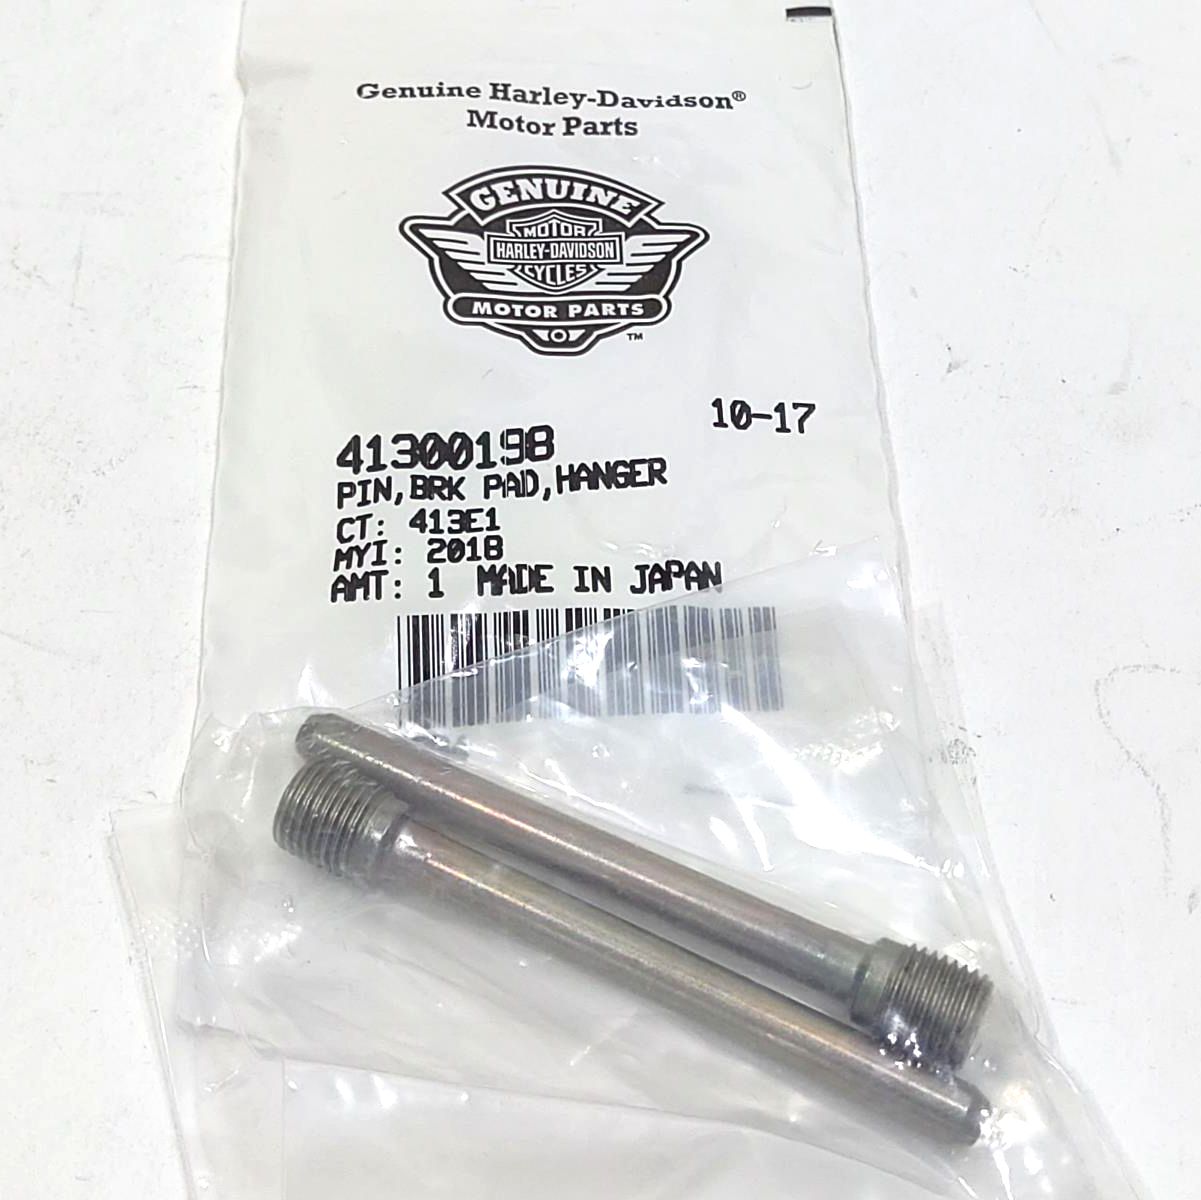 Genuine Harley-Davidson®
Motor Parts
GENUINE
MOTOR
HARLEY-DAVIDSON
CYCLES
MOTOR PARTS
TM
10-17
41300198
PIN,BRK PAD,HANGER
CT: 413E1
MYI: 2018
AMT: 1 MADE IN JAPAN